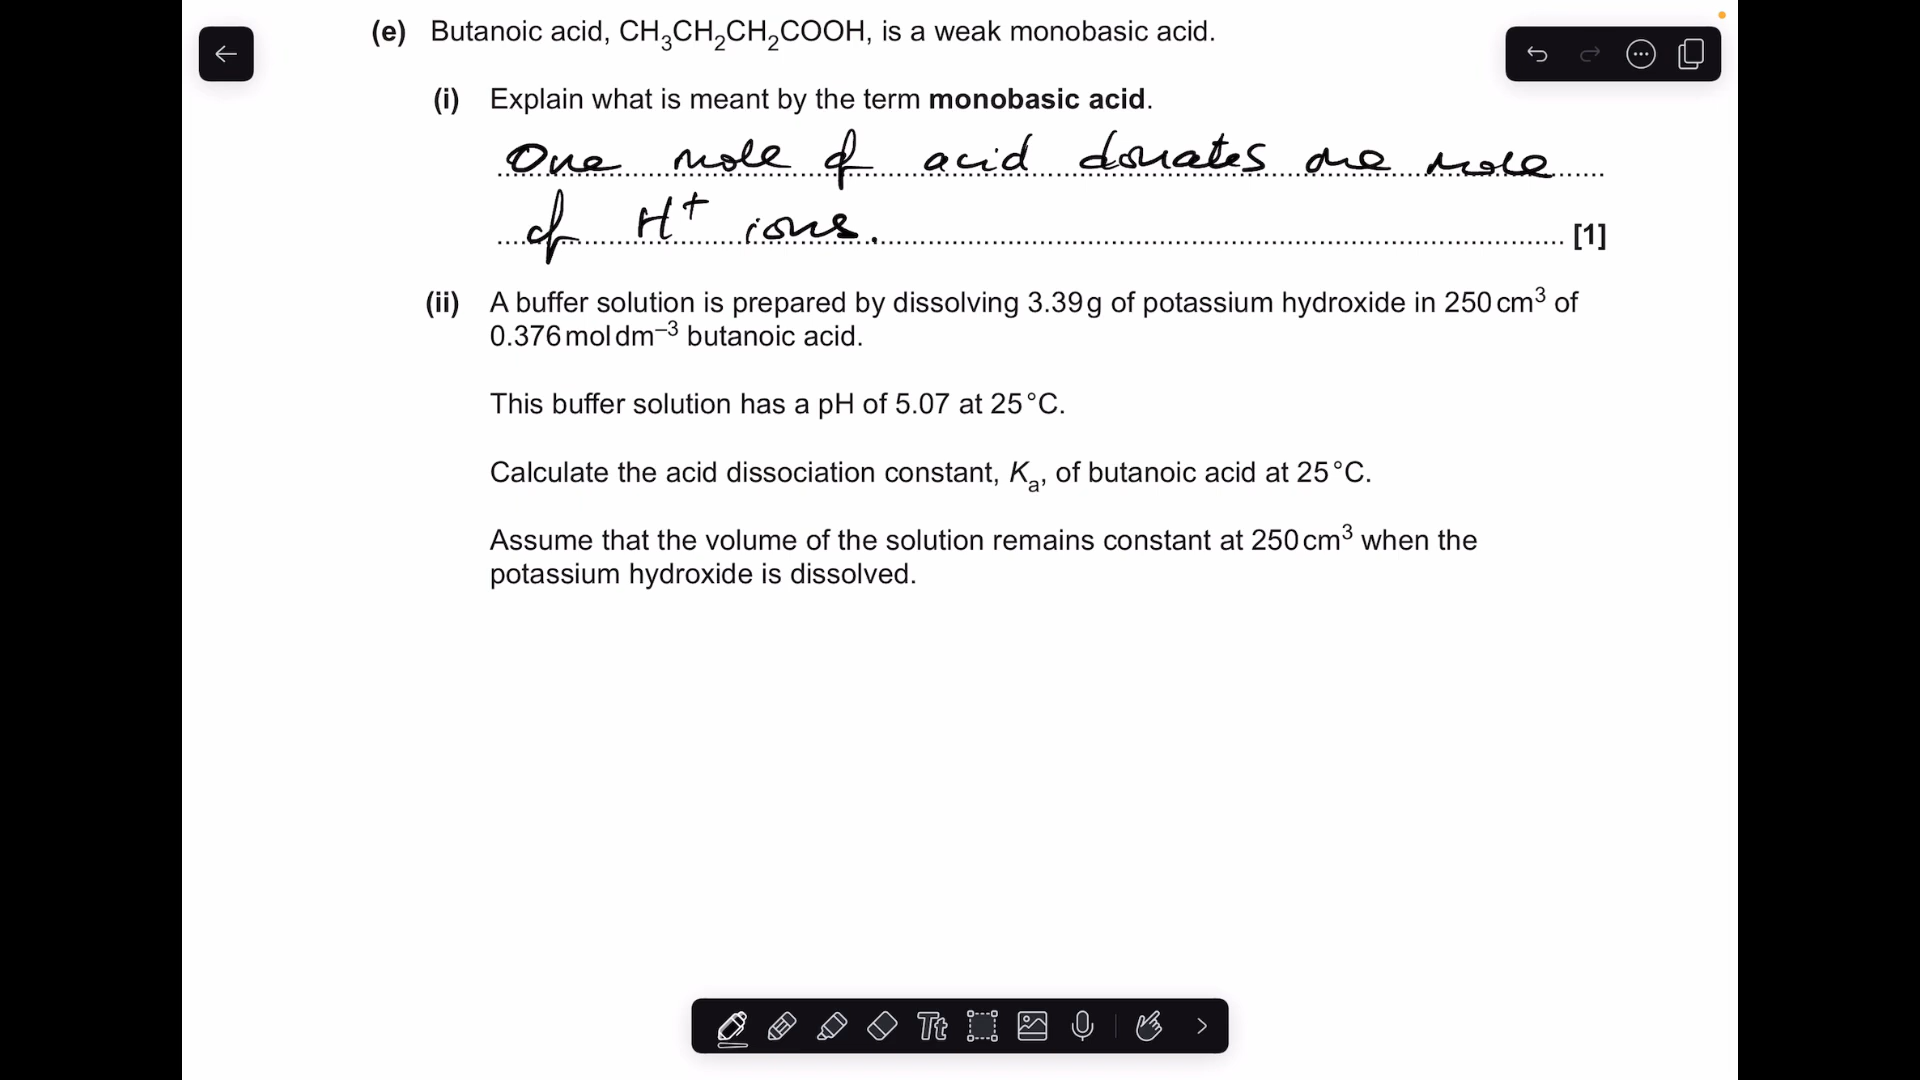 (e) Butanoic acid, CH₃CH₂CH₂COOH, is a weak monobasic acid.
(i) Explain what is meant by the term monobasic acid.
One mole of acid donates one mole
of H⁺ ions. [1]
(ii) A buffer solution is prepared by dissolving 3.39 g of potassium hydroxide in 250 cm³ of
0.376 mol dm⁻³ butanoic acid.
This buffer solution has a pH of 5.07 at 25 °C.
Calculate the acid dissociation constant, Kₐ, of butanoic acid at 25 °C.
Assume that the volume of the solution remains constant at 250 cm³ when the
potassium hydroxide is dissolved.
Tt